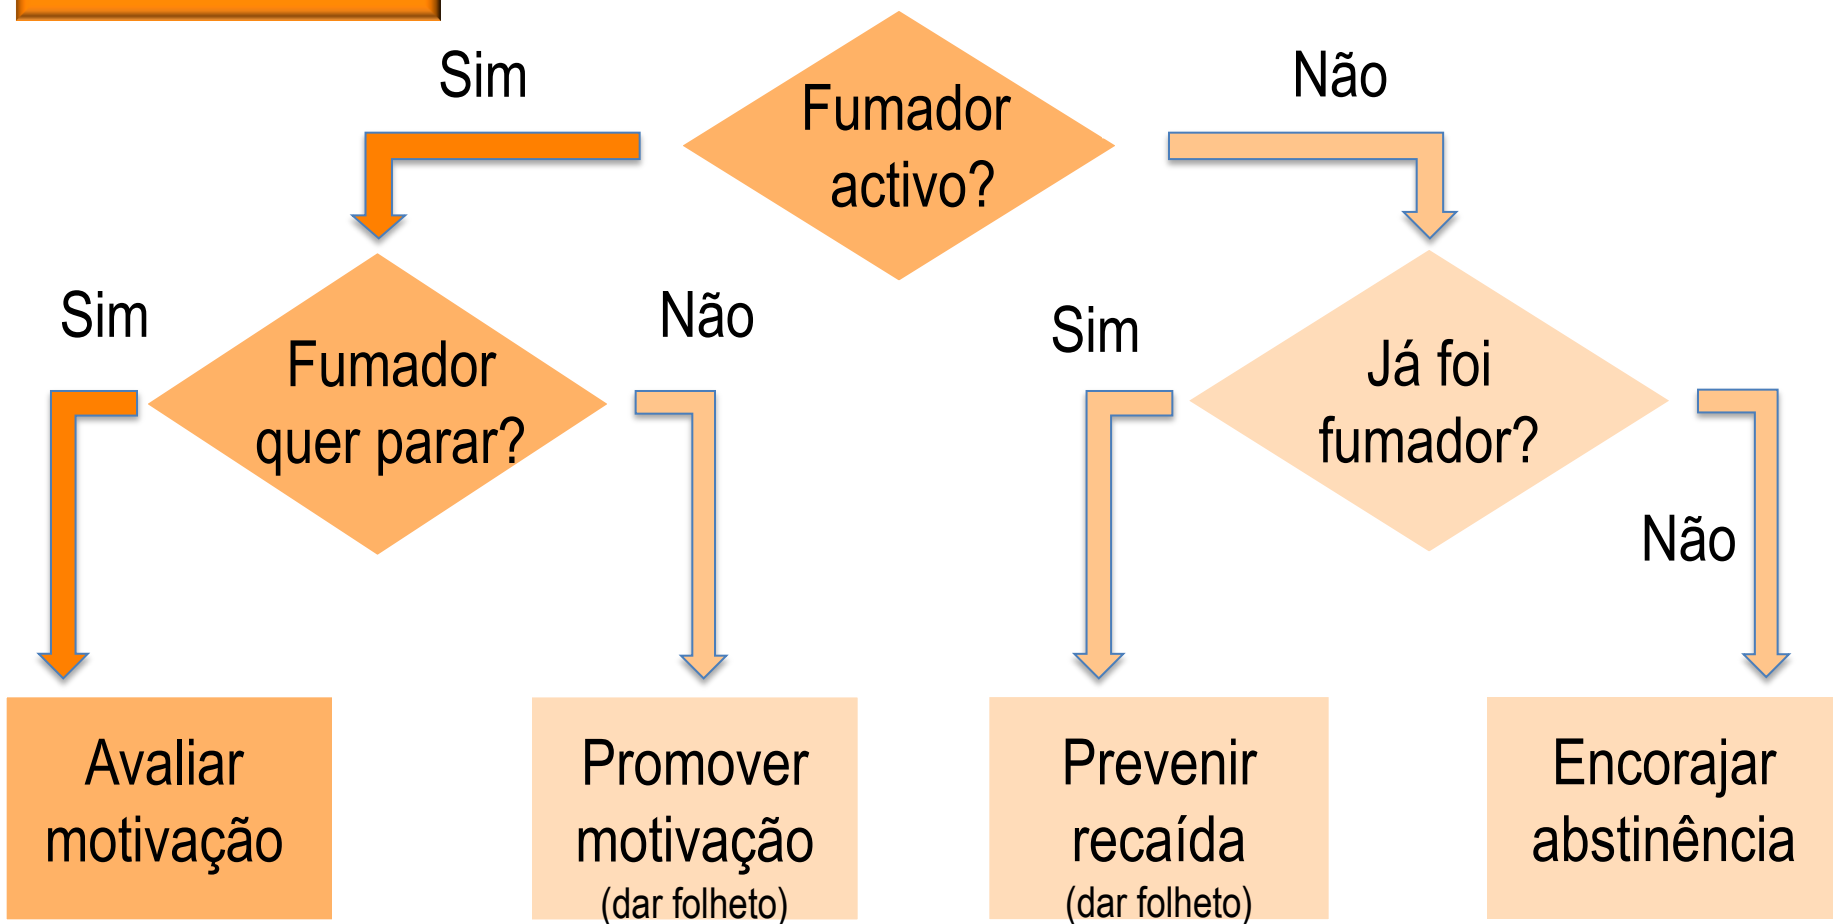 Sim
Fumador
activo?
Não
Sim
Fumador
quer parar?
Não
Sim
Já foi
fumador?
Não
Avaliar
motivação
Promover
motivação
(dar folheto)
Prevenir
recaída
(dar folheto)
Encorajar
abstinência